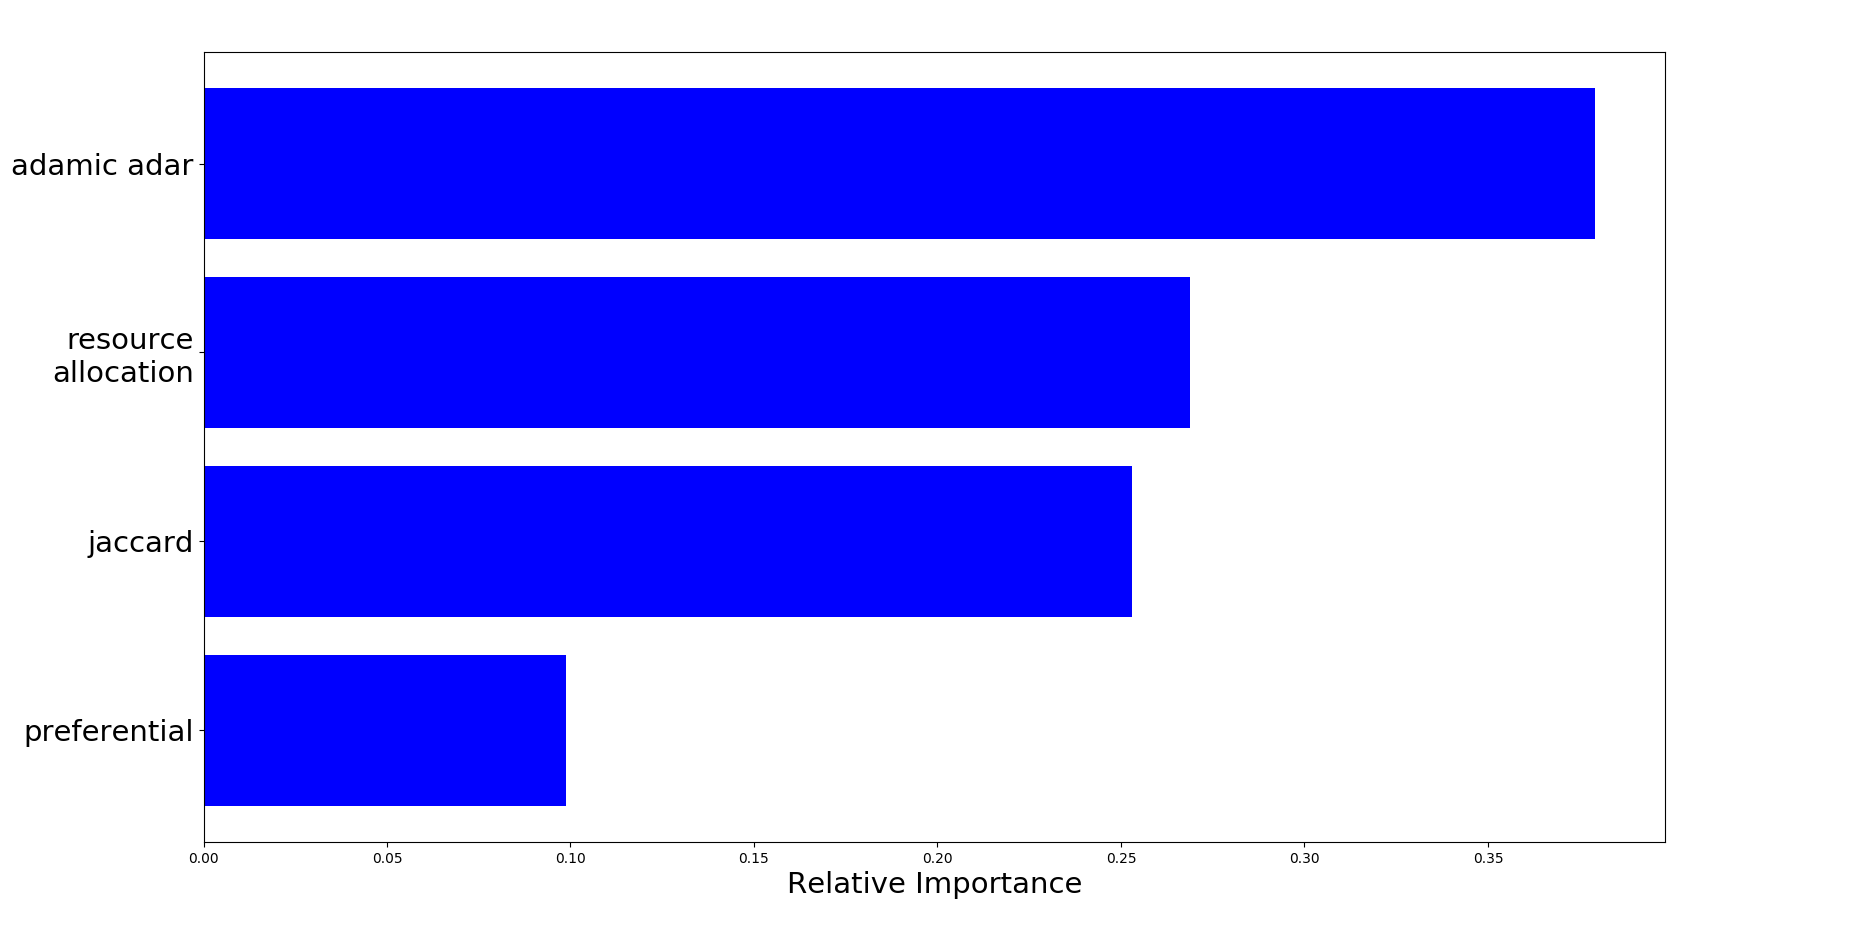 adamic adar
resource
allocation
jaccard
preferential
0.00 0.05 0.10 0.15 0.20 0.25 0.30 0.35
Relative Importance